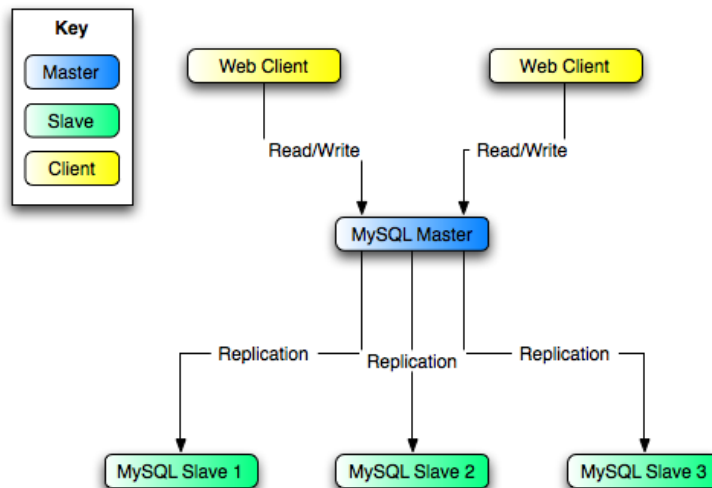 Key
Master
Slave
Client
Web Client
Web Client
Read/Write
Read/Write
MySQL Master
Replication
Replication
Replication
MySQL Slave 1
MySQL Slave 2
MySQL Slave 3